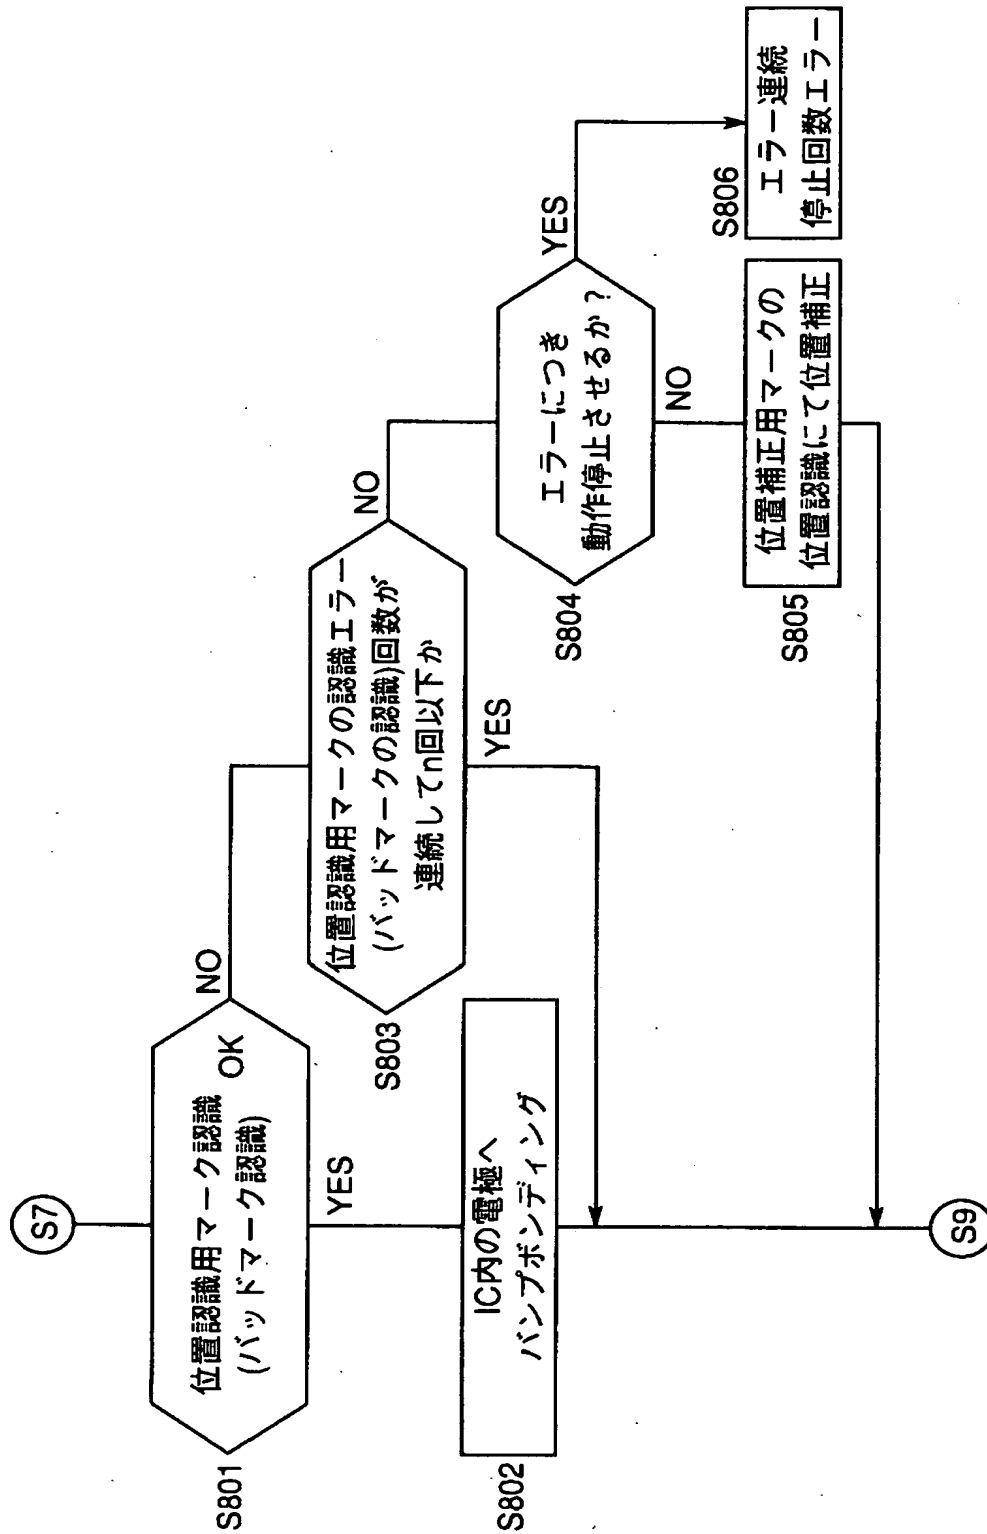 S7
位置認識用マーク認識
(バッドマーク認識)
OK
S801
NO
YES
IC内の電極へ
バンプボンディング
S802
位置認識用マークの認識エラー
(バッドマークの認識)回数が
連続してn回以下か
S803
NO
YES
エラーにつき
動作停止させるか?
S804
YES
NO
位置補正用マークの
位置認識にて位置補正
S805
エラー連続
停止回数エラー
S806
S9